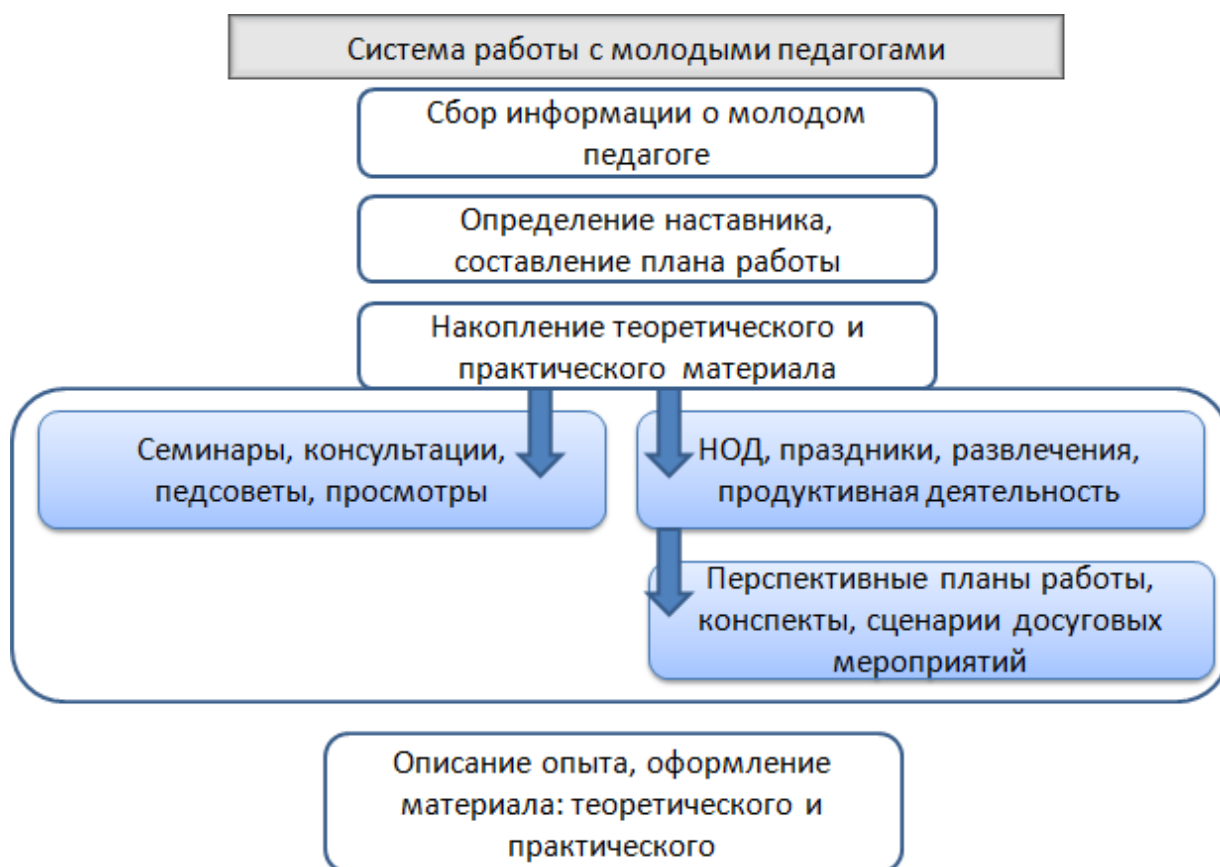 Система работы с молодыми педагогами
Сбор информации о молодом
педагоге
Определение наставника,
составление плана работы
Накопление теоретического и
практического материала
Семинары, консультации,
педсоветы, просмотры
НОД, праздники, развлечения,
продуктивная деятельность
Перспективные планы работы,
конспекты, сценарии досуговых
мероприятий
Описание опыта, оформление
материала: теоретического и
практического